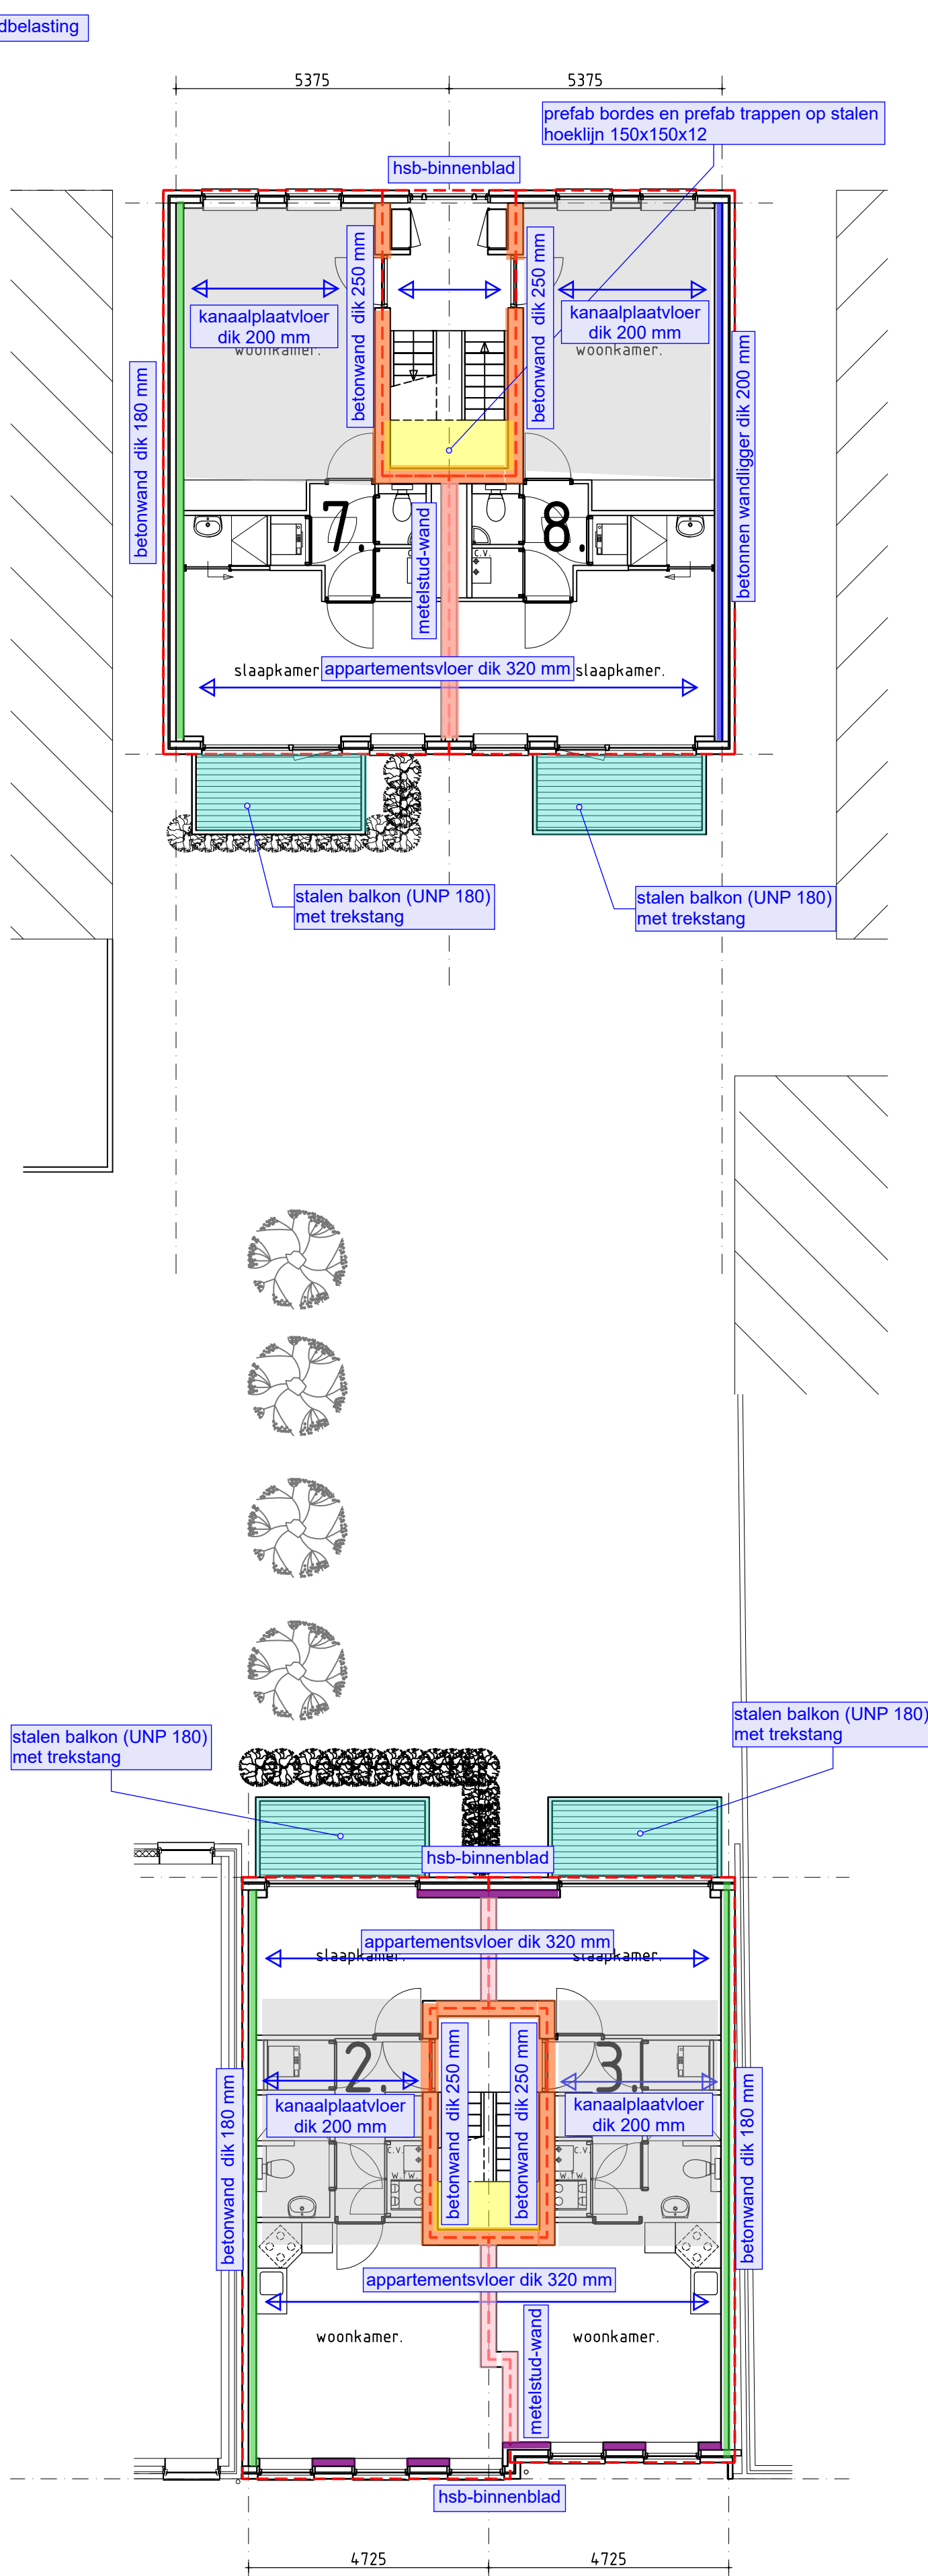 dbelasting
5375
5375
prefab bordes en prefab trappen op stalen
hoeklijn 150x150x12
hsb-binnenblad
betonwand dik 250 mm
betonwand dik 250 mm
kanaalplaatvloer
dik 200 mm
kanaalplaatvloer
dik 200 mm
woonkamer.
woonkamer.
betonwand dik 180 mm
betonnen wandligger dik 200 mm
7.
8.
metelstud-wand
C.V.
slaapkamer
appartementsvloer dik 320 mm
slaapkamer.
stalen balkon (UNP 180)
met trekstang
stalen balkon (UNP 180)
met trekstang
stalen balkon (UNP 180)
met trekstang
stalen balkon (UNP 180)
met trekstang
hsb-binnenblad
appartementsvloer dik 320 mm
slaapkamer.
slaapkamer.
2.
3.
betonwand dik 250 mm
betonwand dik 250 mm
kanaalplaatvloer
dik 200 mm
kanaalplaatvloer
dik 200 mm
betonwand dik 180 mm
betonwand dik 180 mm
C.V.
C.V.
W.T.W.
W.T.W.
appartementsvloer dik 320 mm
woonkamer.
woonkamer.
metelstud-wand
hsb-binnenblad
4725
4725